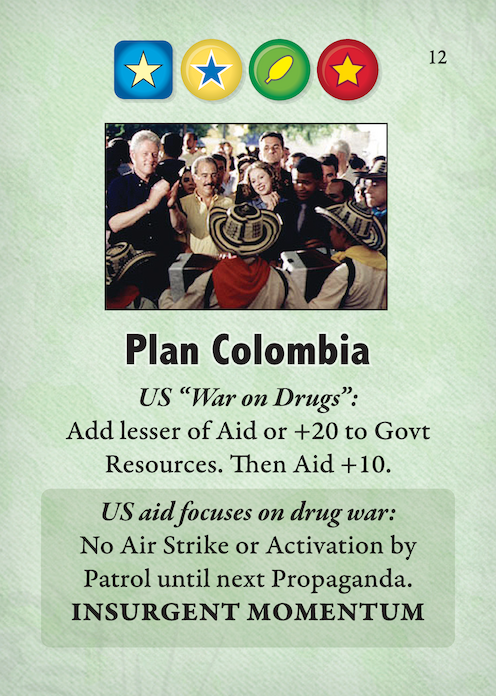 12
Plan Colombia
US “War on Drugs”:
Add lesser of Aid or +20 to Govt
Resources. Then Aid +10.
US aid focuses on drug war:
No Air Strike or Activation by
Patrol until next Propaganda.
INSURGENT MOMENTUM